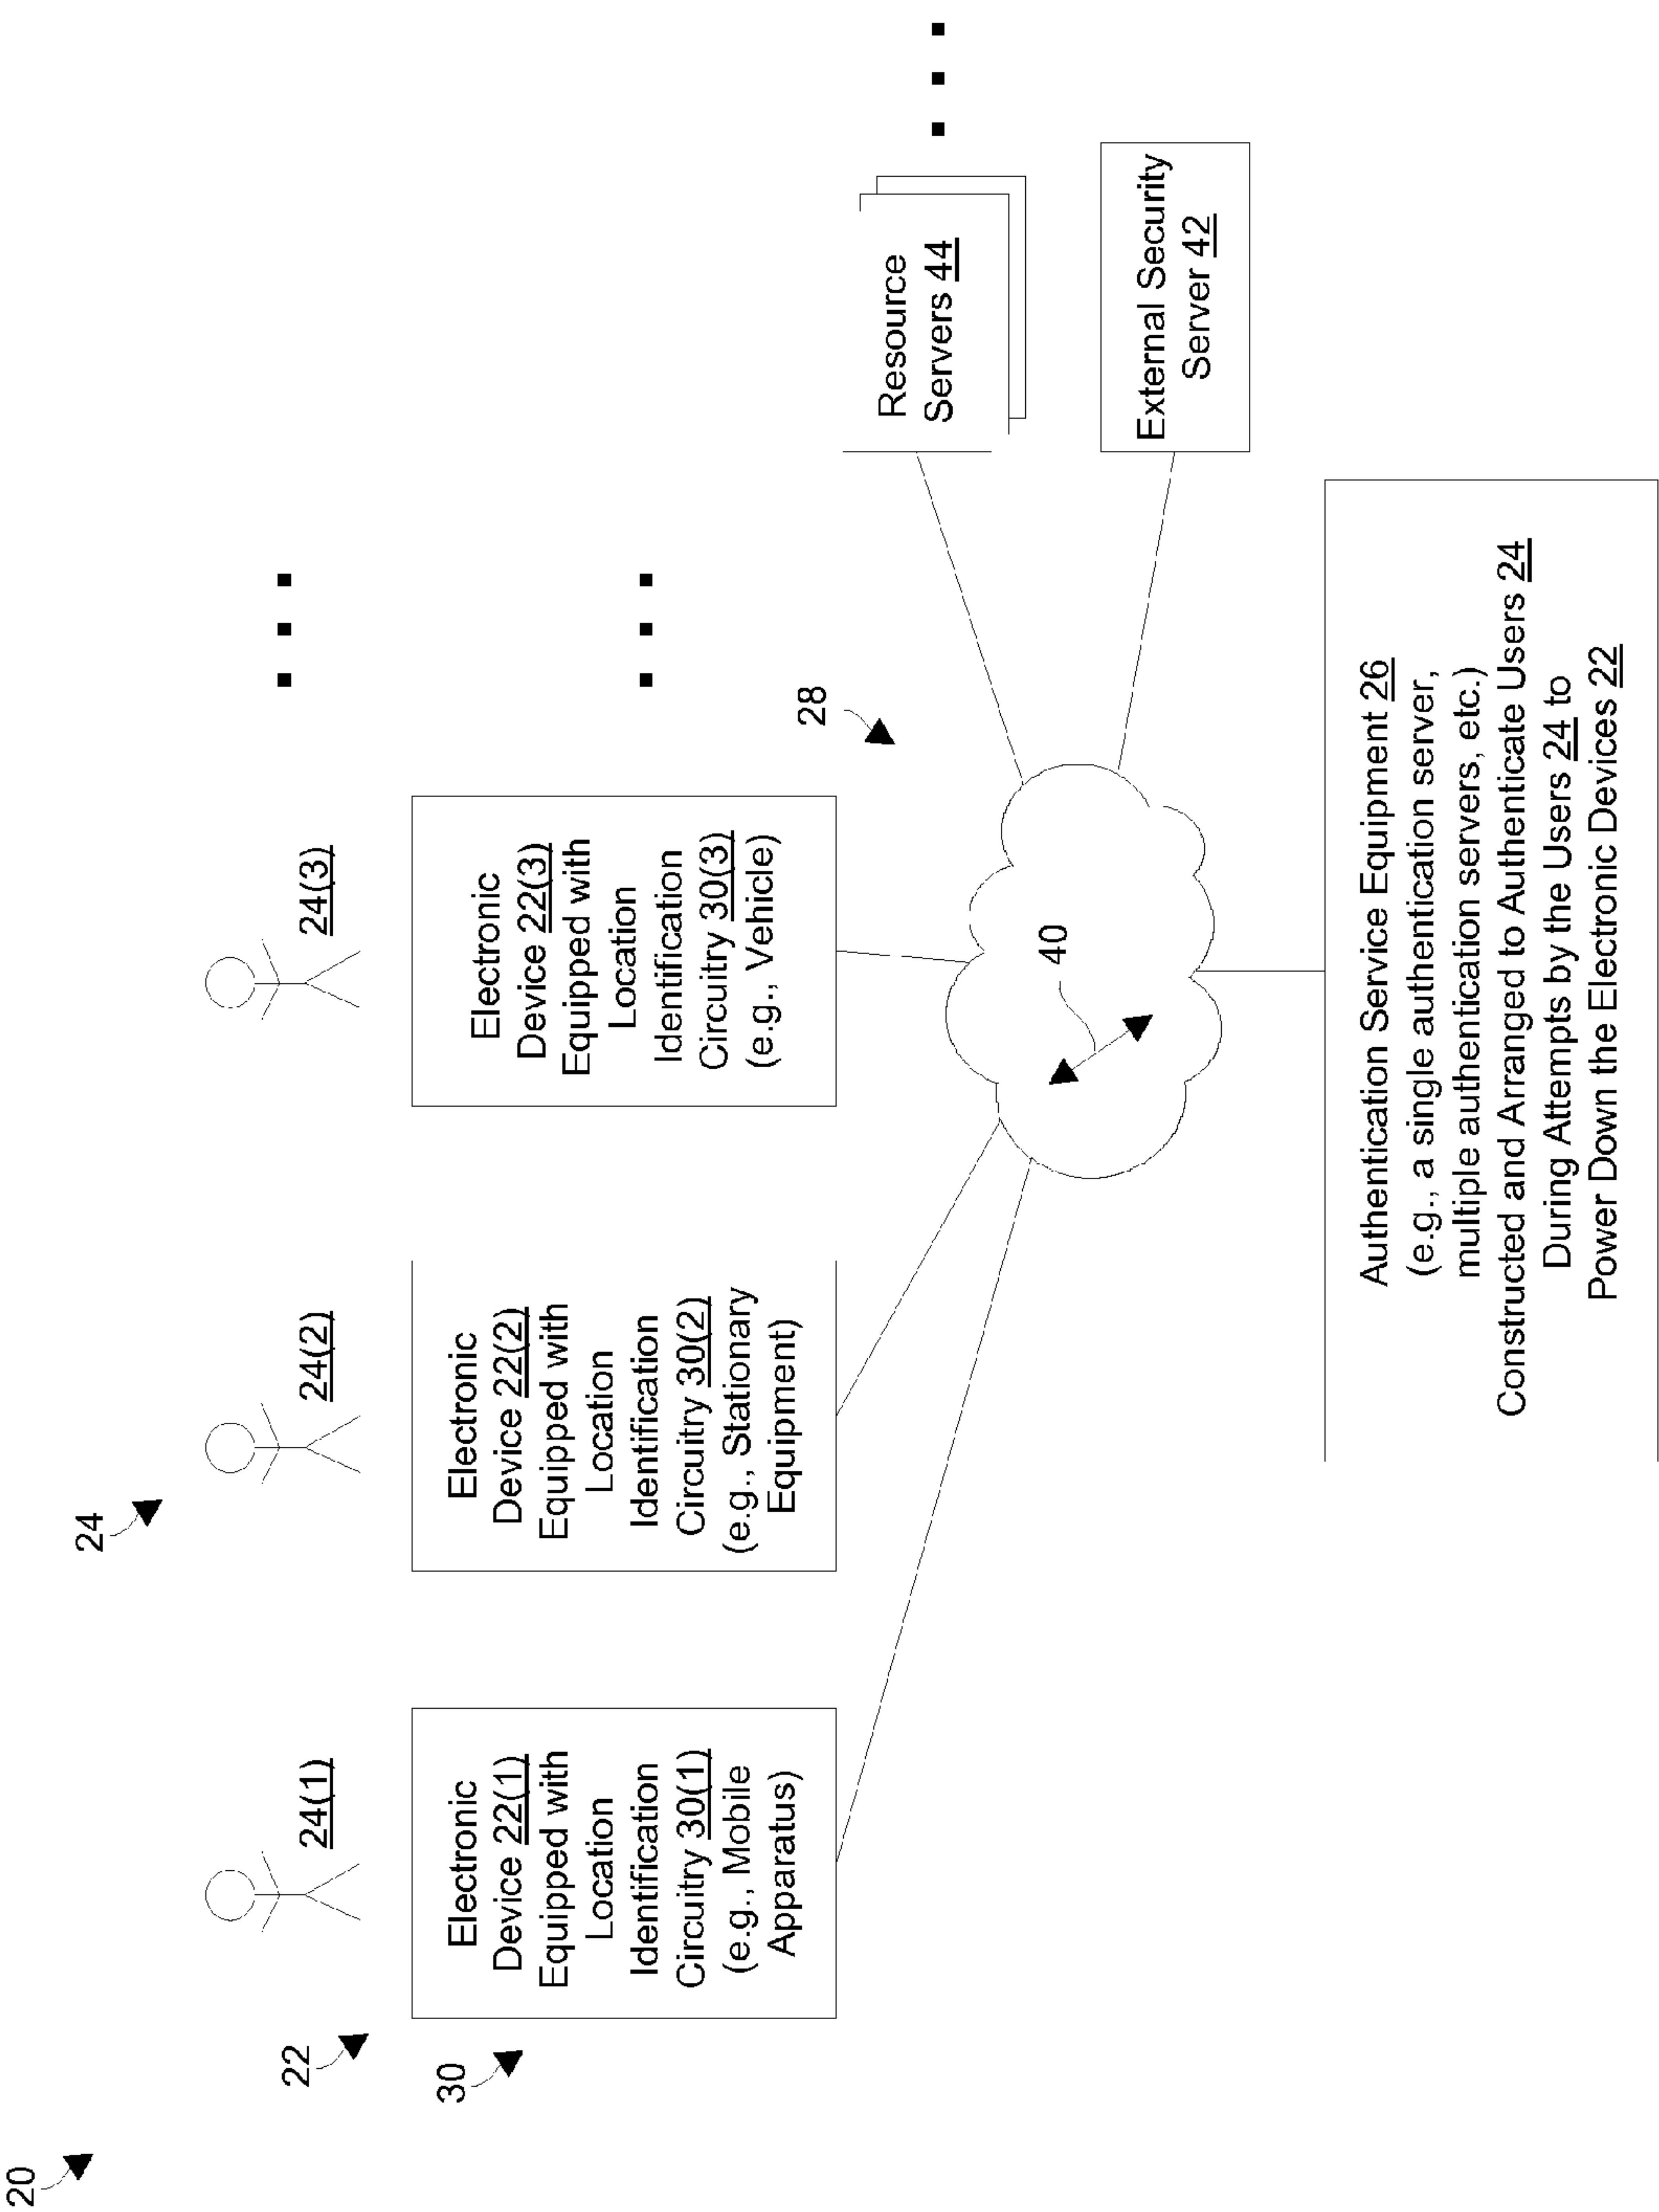 20
24
24(1)
24(2)
24(3)
22
30
Electronic
Device 22(1)
Equipped with
Location
Identification
Circuitry 30(1)
(e.g., Mobile
Apparatus)
Electronic
Device 22(2)
Equipped with
Location
Identification
Circuitry 30(2)
(e.g., Stationary
Equipment)
Electronic
Device 22(3)
Equipped with
Location
Identification
Circuitry 30(3)
(e.g., Vehicle)
28
40
Resource
Servers 44
External Security
Server 42
Authentication Service Equipment 26
(e.g., a single authentication server,
multiple authentication servers, etc.)
Constructed and Arranged to Authenticate Users 24
During Attempts by the Users 24 to
Power Down the Electronic Devices 22